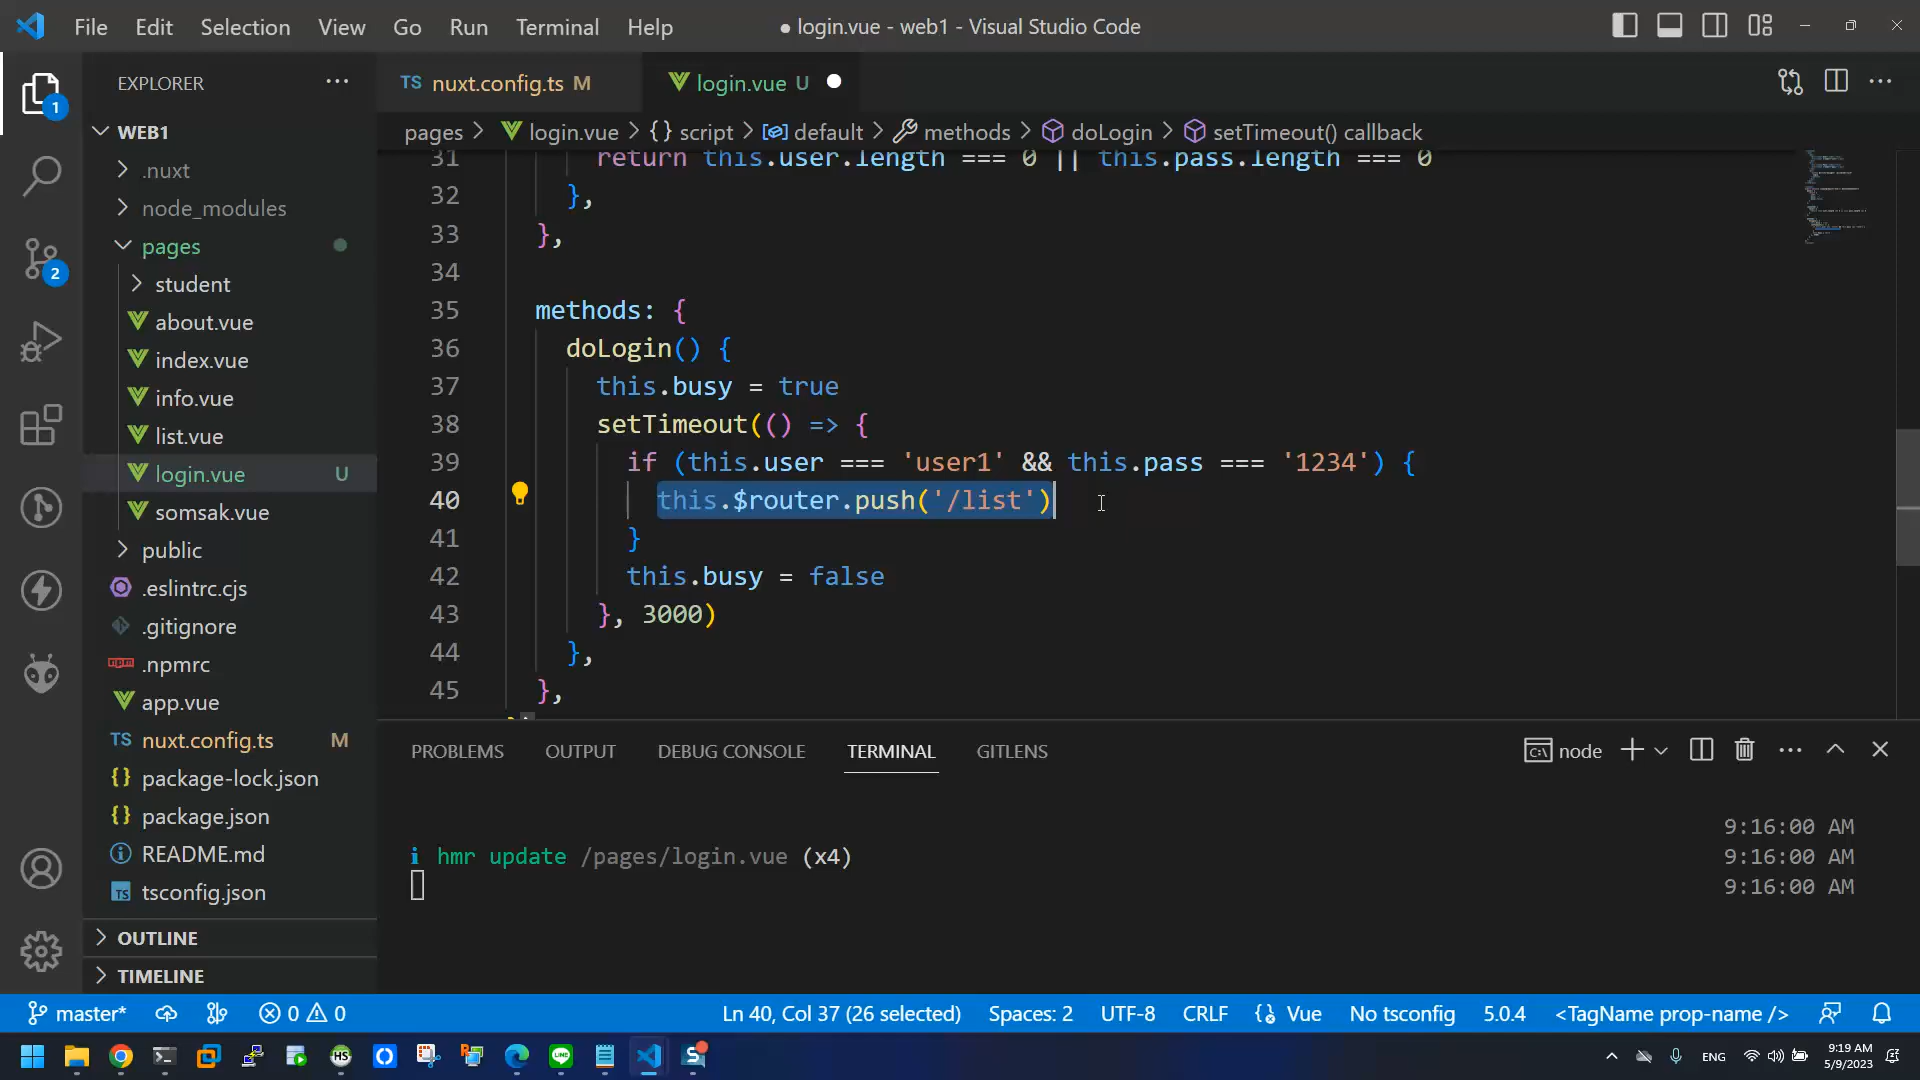 File Edit Selection View Go Run Terminal Help ● login.vue - web1 - Visual Studio Code
EXPLORER
TS nuxt.config.ts M
login.vue U
pages > login.vue > {} script > default > methods > doLogin > setTimeout() callback
1
2
WEB1
.nuxt
node_modules
pages
student
about.vue
index.vue
info.vue
list.vue
login.vue U
somsak.vue
public
.eslintrc.cjs
.gitignore
.npmrc
app.vue
TS nuxt.config.ts M
{} package-lock.json
{} package.json
README.md
tsconfig.json
OUTLINE
TIMELINE
31 return this.user.length === 0 || this.pass.length === 0
32 },
33 },
34
35 methods: {
36 doLogin() {
37 this.busy = true
38 setTimeout(() => {
39 if (this.user === 'user1' && this.pass === '1234') {
40 this.$router.push('/list')
41 }
42 this.busy = false
43 }, 3000)
44 },
45 },
PROBLEMS OUTPUT DEBUG CONSOLE TERMINAL GITLENS
node
9:16:00 AM
i hmr update /pages/login.vue (x4) 9:16:00 AM
9:16:00 AM
master* 0 0 Ln 40, Col 37 (26 selected) Spaces: 2 UTF-8 CRLF {} Vue No tsconfig 5.0.4 <TagName prop-name />
ENG
9:19 AM
5/9/2023